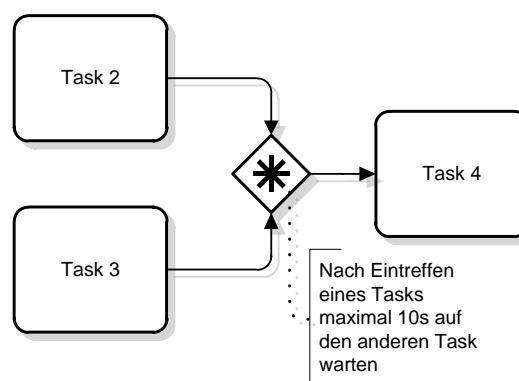 Task 2
Task 4
Task 3
Nach Eintreffen
eines Tasks
maximal 10s auf
den anderen Task
warten